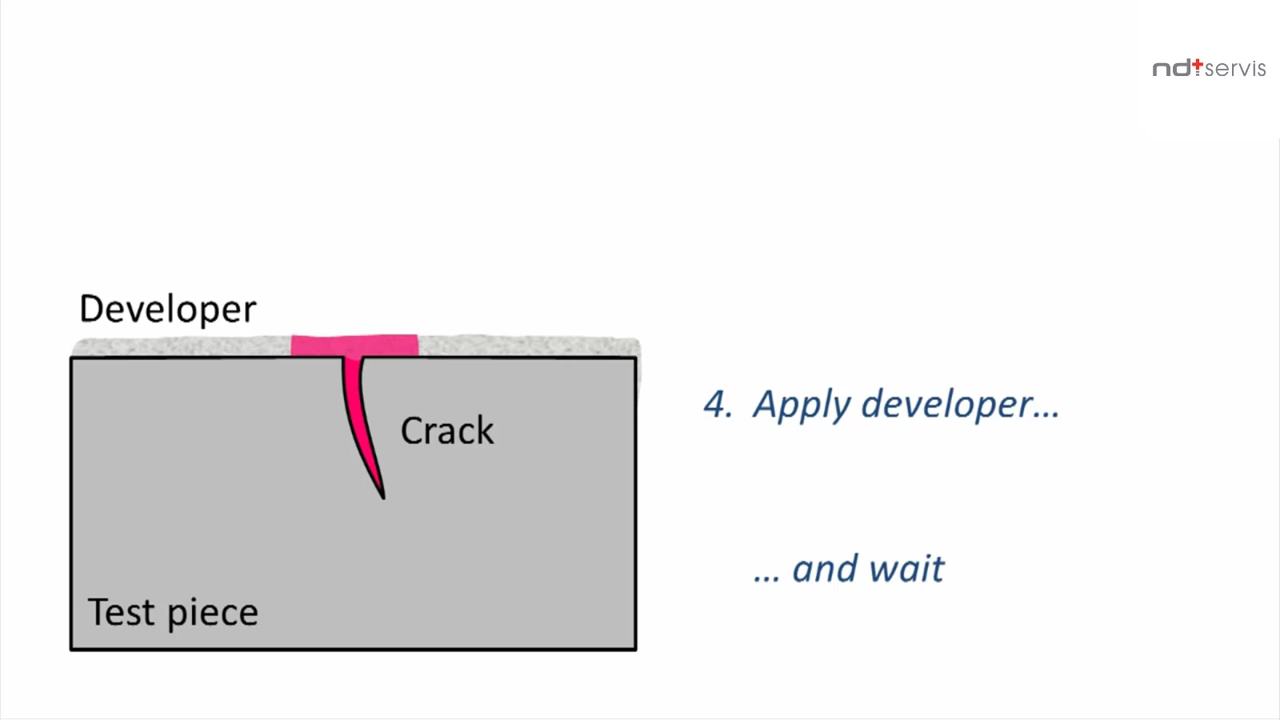 ndtservis
Developer
Crack
4. Apply developer...
... and wait
Test piece